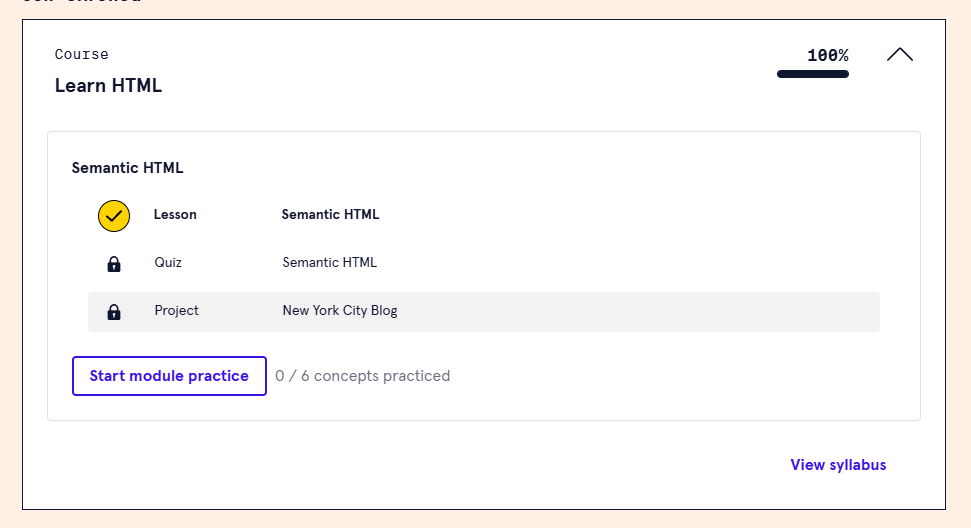 Course
100%
Learn HTML
Semantic HTML
Lesson Semantic HTML
Quiz Semantic HTML
Project New York City Blog
Start module practice 0 / 6 concepts practiced
View syllabus